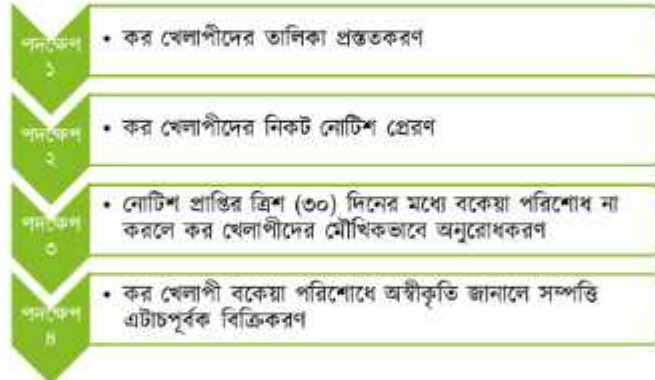 পদক্ষেপ
১
• কর খেলাপীদের তালিকা প্রস্তুতকরণ
পদক্ষেপ
২
• কর খেলাপীদের নিকট নোটিশ প্রেরণ
পদক্ষেপ
৩
• নোটিশ প্রাপ্তির ত্রিশ (৩০) দিনের মধ্যে বকেয়া পরিশোধ না
করলে কর খেলাপীদের মৌখিকভাবে অনুরোধকরণ
পদক্ষেপ
৪
• কর খেলাপী বকেয়া পরিশোধে অস্বীকৃতি জানালে সম্পত্তি
এটাচপূর্বক বিক্রিকরণ